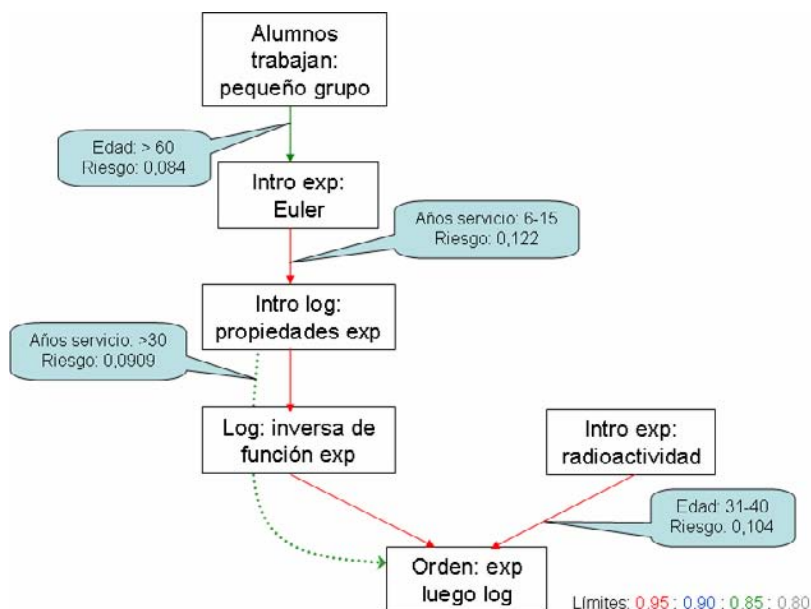 Alumnos
trabajan:
pequeño grupo
Edad: > 60
Riesgo: 0,084
Intro exp:
Euler
Años servicio: 6-15
Riesgo: 0,122
Intro log:
propiedades exp
Años servicio: >30
Riesgo: 0,0909
Log: inversa de
función exp
Intro exp:
radioactividad
Edad: 31-40
Riesgo: 0,104
Orden: exp
luego log
Límites: 0.95 ; 0.90 ; 0.85 ; 0.80